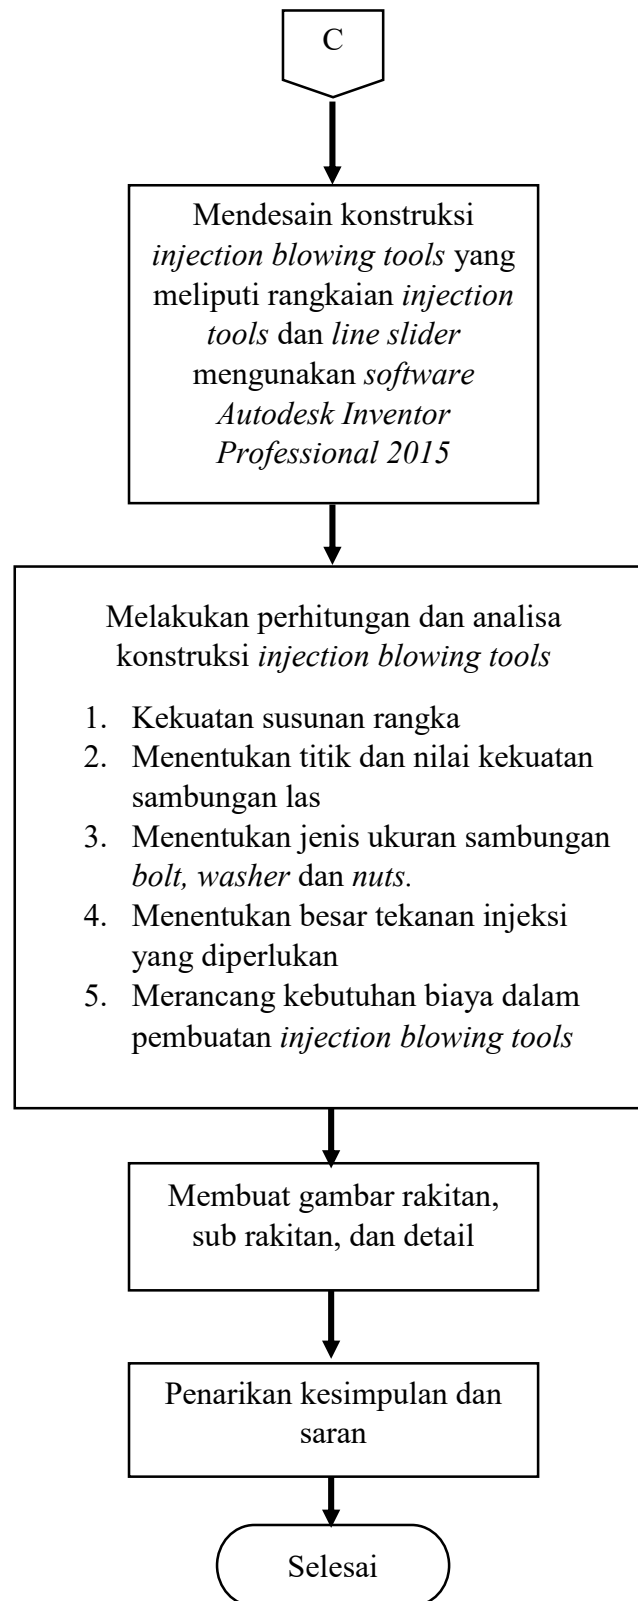 C
Mendesain konstruksi
injection blowing tools yang
meliputi rangkaian injection
tools dan line slider
mengunakan software
Autodesk Inventor
Professional 2015
Melakukan perhitungan dan analisa
konstruksi injection blowing tools
1. Kekuatan susunan rangka
2. Menentukan titik dan nilai kekuatan
sambungan las
3. Menentukan jenis ukuran sambungan
bolt, washer dan nuts.
4. Menentukan besar tekanan injeksi
yang diperlukan
5. Merancang kebutuhan biaya dalam
pembuatan injection blowing tools
Membuat gambar rakitan,
sub rakitan, dan detail
Penarikan kesimpulan dan
saran
Selesai